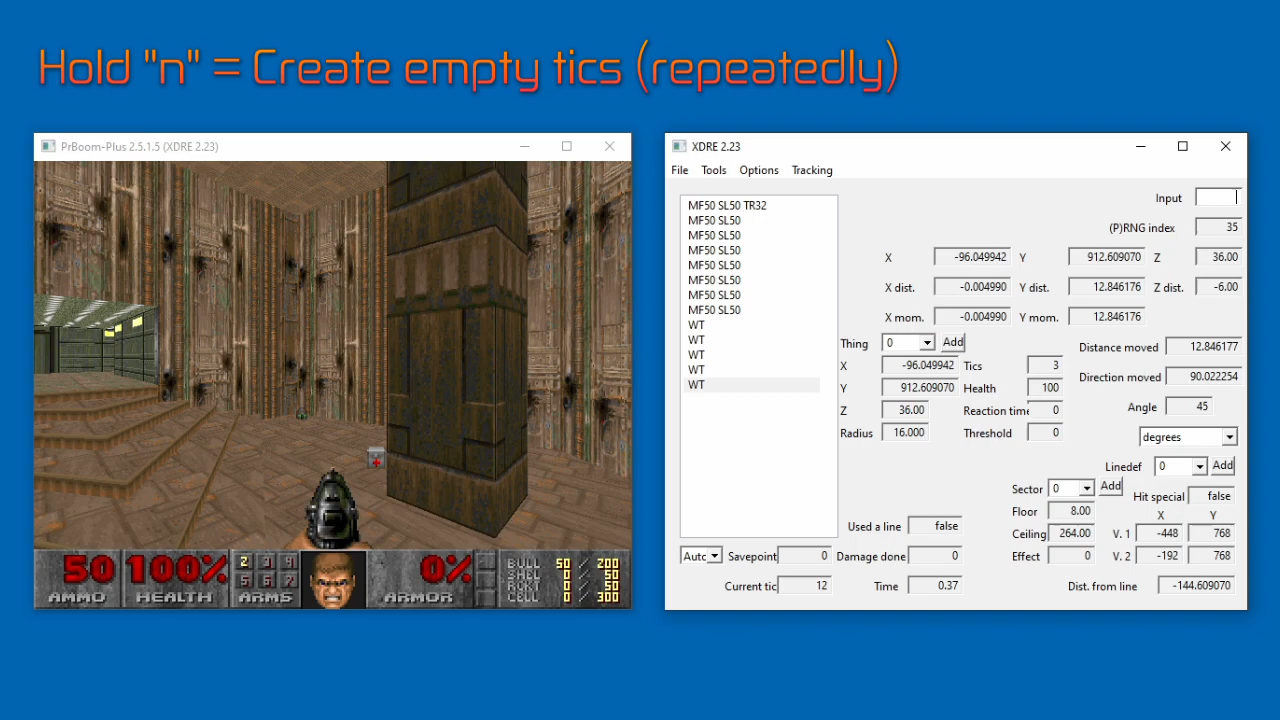 Hold "n" = Create empty tics (repeatedly)
PrBoom-Plus 2.5.1.5 (XDRE 2.23)
50 100% 0%
AMMO HEALTH ARMS ARMOR
2 3 4
5 6 7
BULL 50 / 200
SHEL 0 / 50
RCKT 0 / 50
CELL 0 / 300
XDRE 2.23
File Tools Options Tracking
MF50 SL50 TR32
MF50 SL50
MF50 SL50
MF50 SL50
MF50 SL50
MF50 SL50
MF50 SL50
MF50 SL50
WT
WT
WT
WT
WT
Input
(P)RNG index 35
X -96.049942 Y 912.609070 Z 36.00
X dist. -0.004990 Y dist. 12.846176 Z dist. -6.00
X mom. -0.004990 Y mom. 12.846176
Thing 0 Add
X -96.049942 Tics 3
Y 912.609070 Health 100
Z 36.00 Reaction time 0
Radius 16.000 Threshold 0
Distance moved 12.846177
Direction moved 90.022254
Angle 45
degrees
Linedef 0 Add
Sector 0 Add
Hit special false
Floor 8.00
X Y
Ceiling 264.00 V. 1 -448 768
Effect 0 V. 2 -192 768
Used a line false
Autc Savepoint 0 Damage done 0
Current tic 12 Time 0.37 Dist. from line -144.609070